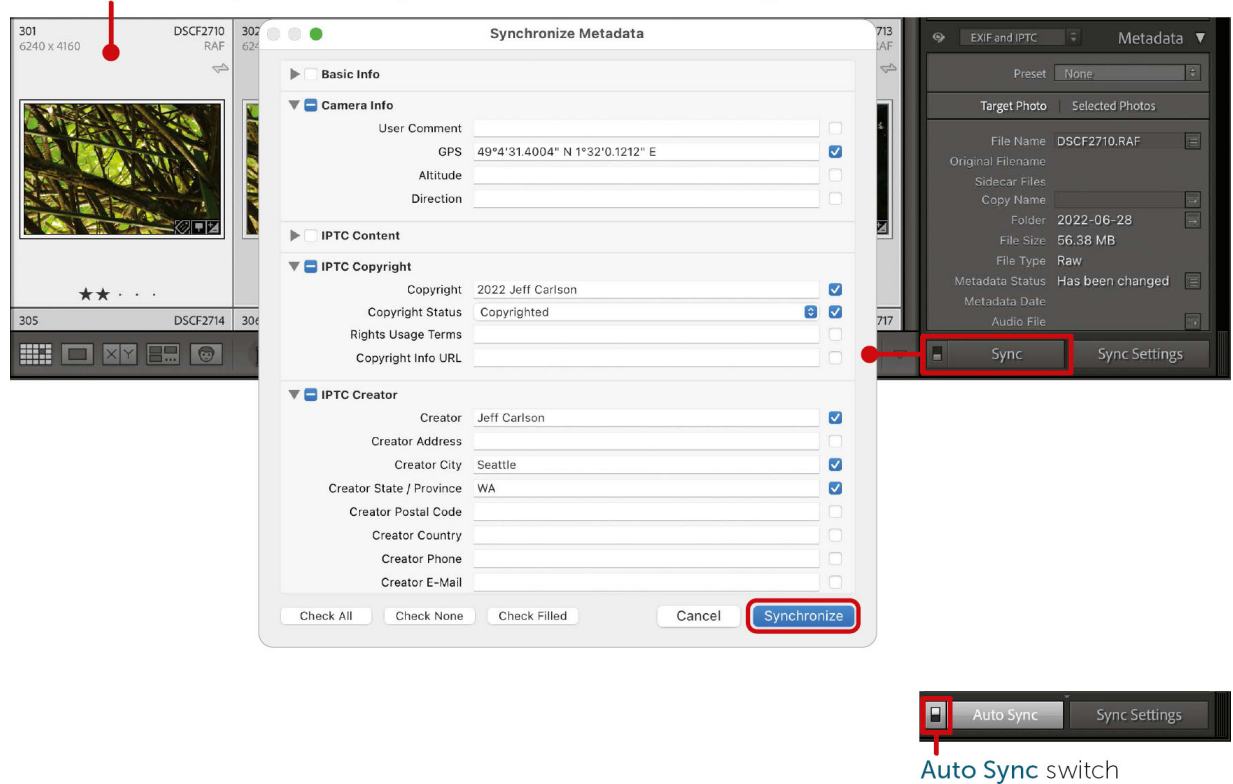 301 DSCF2710
6240 x 4160 RAF
302
624
713
AF
305 DSCF2714
306
717
Synchronize Metadata
Basic Info
Camera Info
User Comment
GPS 49°4'31.4004" N 1°32'0.1212" E
Altitude
Direction
IPTC Content
IPTC Copyright
Copyright 2022 Jeff Carlson
Copyright Status Copyrighted
Rights Usage Terms
Copyright Info URL
IPTC Creator
Creator Jeff Carlson
Creator Address
Creator City Seattle
Creator State / Province WA
Creator Postal Code
Creator Country
Creator Phone
Creator E-Mail
Check All Check None Check Filled Cancel Synchronize
EXIF and IPTC Metadata
Preset None
Target Photo | Selected Photos
File Name DSCF2710.RAF
Original Filename
Sidecar Files
Copy Name
Folder 2022-06-28
File Size 56.38 MB
File Type Raw
Metadata Status Has been changed
Metadata Date
Audio File
Sync Sync Settings
XY
Auto Sync Sync Settings
Auto Sync switch